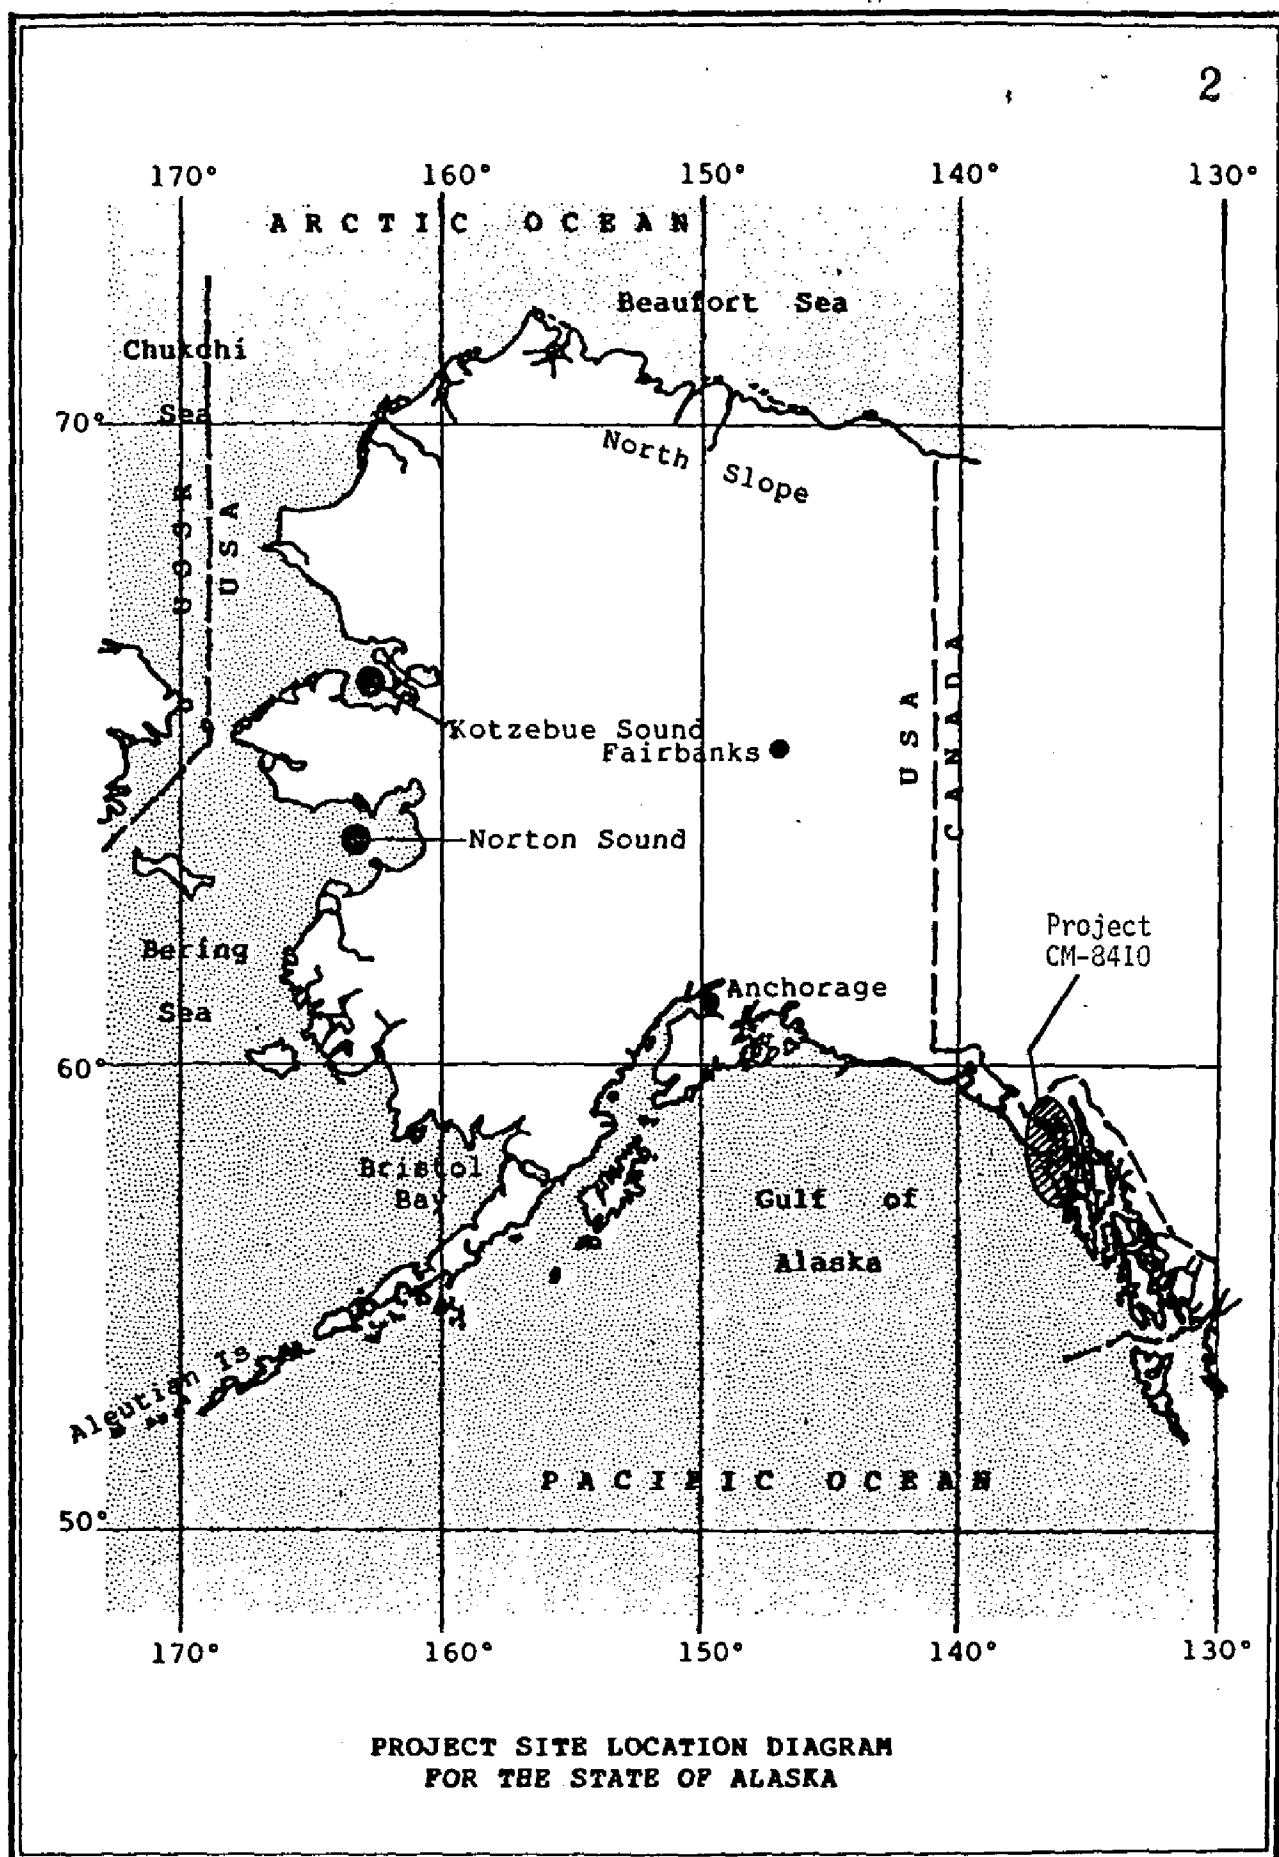 2
170° 160° 150° 140° 130°
ARCTIC OCEAN
Beaufort Sea
Chukchi
Sea
70°
North Slope
USSR
USA
USA
CANADA
Kotzebue Sound
Fairbanks
Norton Sound
Project
CM-8410
Bering
Sea
Anchorage
60°
Bristol
Bay
Gulf of
Alaska
Aleutian Is
PACIFIC OCEAN
50°
170° 160° 150° 140° 130°
PROJECT SITE LOCATION DIAGRAM
FOR THE STATE OF ALASKA